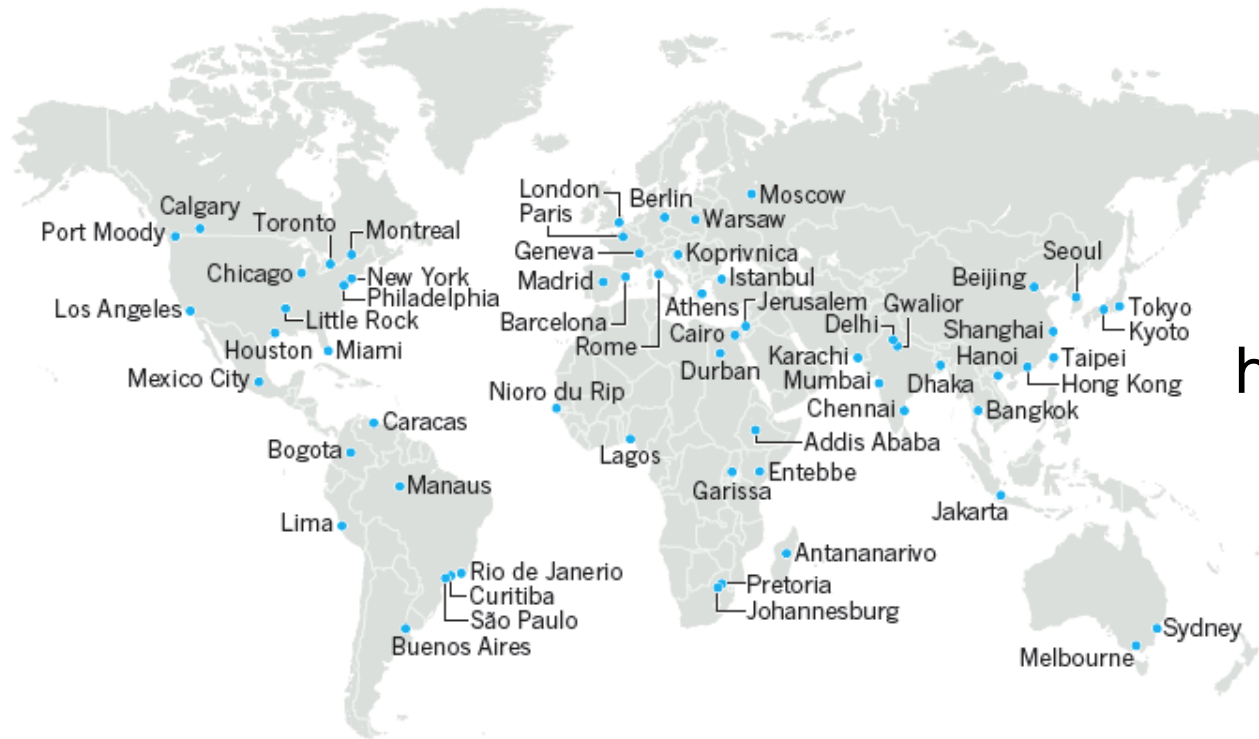 London
Berlin
Moscow
Calgary
Paris
Warsaw
Port Moody
Toronto
Montreal
Geneva
Koprivnica
Seoul
Chicago
New York
Madrid
Istanbul
Beijing
Philadelphia
Athens
Jerusalem
Gwalior
Los Angeles
Little Rock
Barcelona
Cairo
Delhi
Tokyo
Shanghai
Kyoto
Houston
Miami
Rome
Durban
Karachi
Hanoi
Taipei
Mexico City
Mumbai
Dhaka
Hong Kong
h
Nioro du Rip
Chennai
Bangkok
Caracas
Addis Ababa
Bogota
Lagos
Entebbe
Manaus
Garissa
Jakarta
Lima
Antananarivo
Rio de Janerio
Pretoria
Curitiba
Johannesburg
São Paulo
Sydney
Buenos Aires
Melbourne